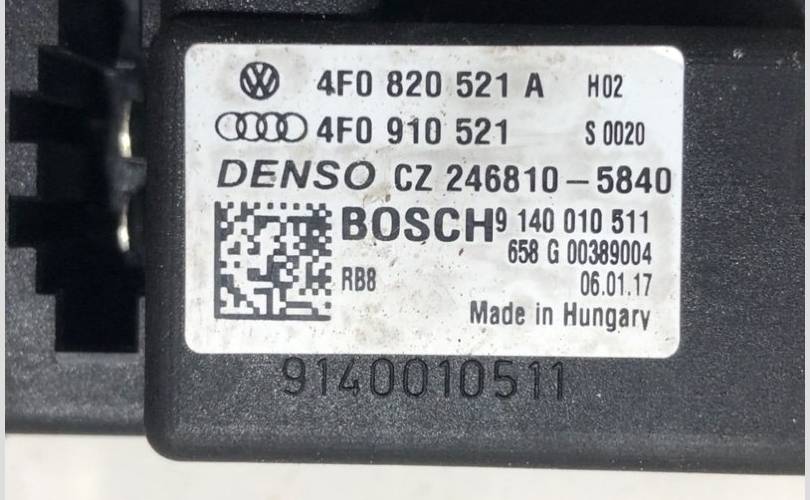 4F0 820 521 A H02
4F0 910 521 S 0020
DENSO CZ 246810-5840
BOSCH 9 140 010 511
658 G 00389004
RB8 06.01.17
Made in Hungary
9140010511